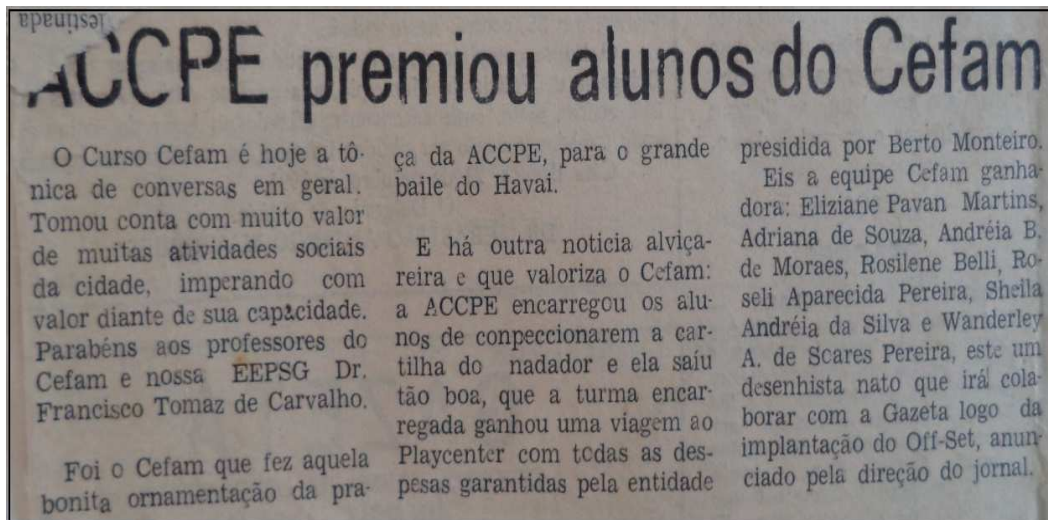 lestinada
ACCPE premiou alunos do Cefam
O Curso Cefam é hoje a tô-
nica de conversas em geral.
Tomou conta com muito valor
de muitas atividades sociais
da cidade, imperando com
valor diante de sua capacidade.
Parabéns aos professores do
Cefam e nossa EEPSG Dr.
Francisco Tomaz de Carvalho.
Foi o Cefam que fez aquela
bonita ornamentação da pra-
ça da ACCPE, para o grande
baile do Havai.
E há outra noticia alviça-
reira e que valoriza o Cefam:
a ACCPE encarregou os alu-
nos de conpeccionarem a car-
tilha do nadador e ela saíu
tão boa, que a turma encar-
regada ganhou uma viagem ao
Playcenter com todas as des-
pesas garantidas pela entidade
presidida por Berto Monteiro.
Eis a equipe Cefam ganha-
dora: Eliziane Pavan Martins,
Adriana de Souza, Andréia B.
de Moraes, Rosilene Belli, Ro-
seli Aparecida Pereira, Sheila
Andréia da Silva e Wanderley
A. de Soares Pereira, este um
desenhista nato que irá cola-
borar com a Gazeta logo da
implantação do Off-Set, anun-
ciado pela direção do jornal.